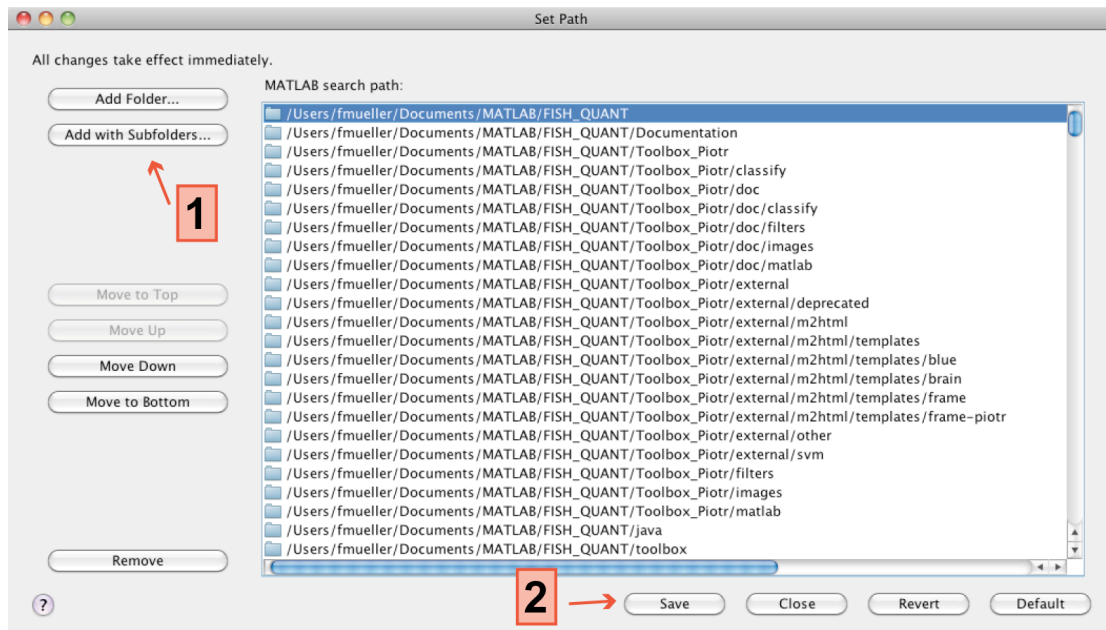 Set Path
All changes take effect immediately.
MATLAB search path:
Add Folder...
Add with Subfolders...
1
Move to Top
Move Up
Move Down
Move to Bottom
Remove
/Users/fmueller/Documents/MATLAB/FISH_QUANT
/Users/fmueller/Documents/MATLAB/FISH_QUANT/Documentation
/Users/fmueller/Documents/MATLAB/FISH_QUANT/Toolbox_Piotr
/Users/fmueller/Documents/MATLAB/FISH_QUANT/Toolbox_Piotr/classify
/Users/fmueller/Documents/MATLAB/FISH_QUANT/Toolbox_Piotr/doc
/Users/fmueller/Documents/MATLAB/FISH_QUANT/Toolbox_Piotr/doc/classify
/Users/fmueller/Documents/MATLAB/FISH_QUANT/Toolbox_Piotr/doc/filters
/Users/fmueller/Documents/MATLAB/FISH_QUANT/Toolbox_Piotr/doc/images
/Users/fmueller/Documents/MATLAB/FISH_QUANT/Toolbox_Piotr/doc/matlab
/Users/fmueller/Documents/MATLAB/FISH_QUANT/Toolbox_Piotr/external
/Users/fmueller/Documents/MATLAB/FISH_QUANT/Toolbox_Piotr/external/deprecated
/Users/fmueller/Documents/MATLAB/FISH_QUANT/Toolbox_Piotr/external/m2html
/Users/fmueller/Documents/MATLAB/FISH_QUANT/Toolbox_Piotr/external/m2html/templates
/Users/fmueller/Documents/MATLAB/FISH_QUANT/Toolbox_Piotr/external/m2html/templates/blue
/Users/fmueller/Documents/MATLAB/FISH_QUANT/Toolbox_Piotr/external/m2html/templates/brain
/Users/fmueller/Documents/MATLAB/FISH_QUANT/Toolbox_Piotr/external/m2html/templates/frame
/Users/fmueller/Documents/MATLAB/FISH_QUANT/Toolbox_Piotr/external/m2html/templates/frame-piotr
/Users/fmueller/Documents/MATLAB/FISH_QUANT/Toolbox_Piotr/external/other
/Users/fmueller/Documents/MATLAB/FISH_QUANT/Toolbox_Piotr/external/svm
/Users/fmueller/Documents/MATLAB/FISH_QUANT/Toolbox_Piotr/filters
/Users/fmueller/Documents/MATLAB/FISH_QUANT/Toolbox_Piotr/images
/Users/fmueller/Documents/MATLAB/FISH_QUANT/Toolbox_Piotr/matlab
/Users/fmueller/Documents/MATLAB/FISH_QUANT/java
/Users/fmueller/Documents/MATLAB/FISH_QUANT/toolbox
?
2
Save
Close
Revert
Default